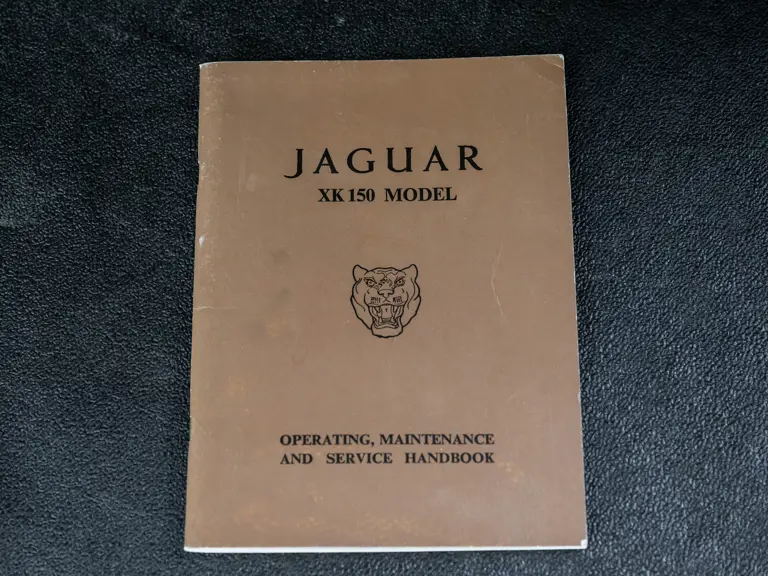 JAGUAR
XK 150 MODEL
OPERATING, MAINTENANCE
AND SERVICE HANDBOOK